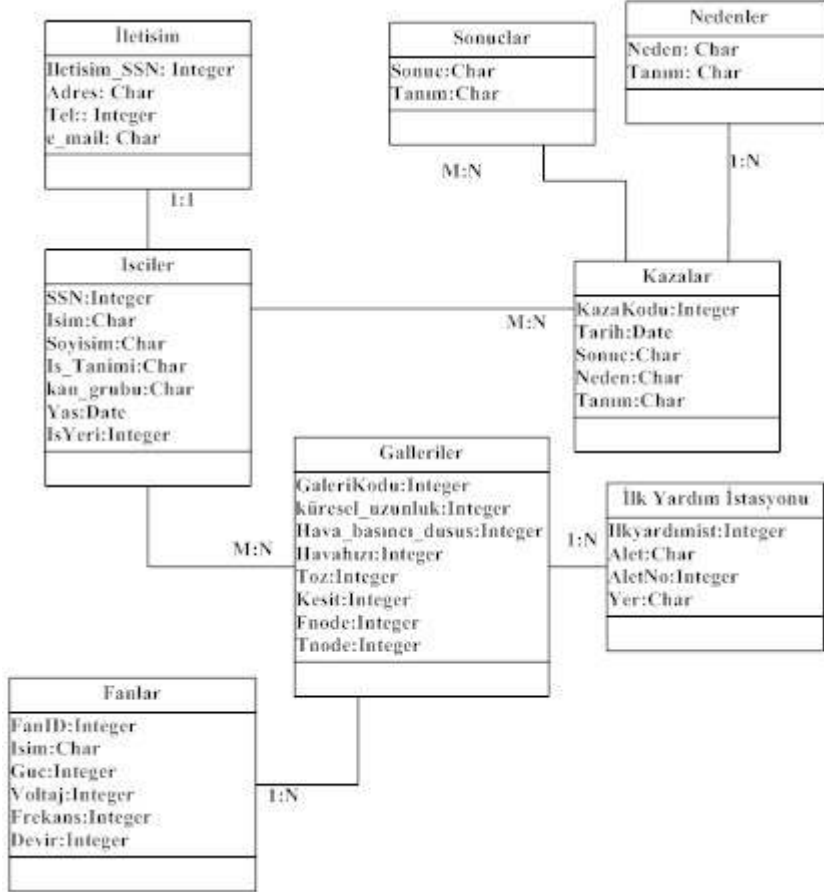 İletisim
Iletisim_SSN: Integer
Adres: Char
Tel:: Integer
e_mail: Char
1:1
Sonuclar
Sonuc:Char
Tanım:Char
M:N
Nedenler
Neden: Char
Tanım: Char
1:N
Isciler
SSN:Integer
Isim:Char
Soyisim:Char
Is_Tanimi:Char
kan_grubu:Char
Yas:Date
IsYeri:Integer
M:N
Kazalar
KazaKodu:Integer
Tarih:Date
Sonuc:Char
Neden:Char
Tanım:Char
M:N
Galleriler
GaleriKodu:Integer
küresel_uzunluk:Integer
Hava_basıncı_dusus:Integer
Havahızı:Integer
Toz:Integer
Kesit:Integer
Fnode:Integer
Tnode:Integer
1:N
İlk Yardım İstasyonu
Ilkyardımist:Integer
Alet:Char
AletNo:Integer
Yer:Char
Fanlar
FanID:Integer
Isim:Char
Guc:Integer
Voltaj:Integer
Frekans:Integer
Devir:Integer
1:N